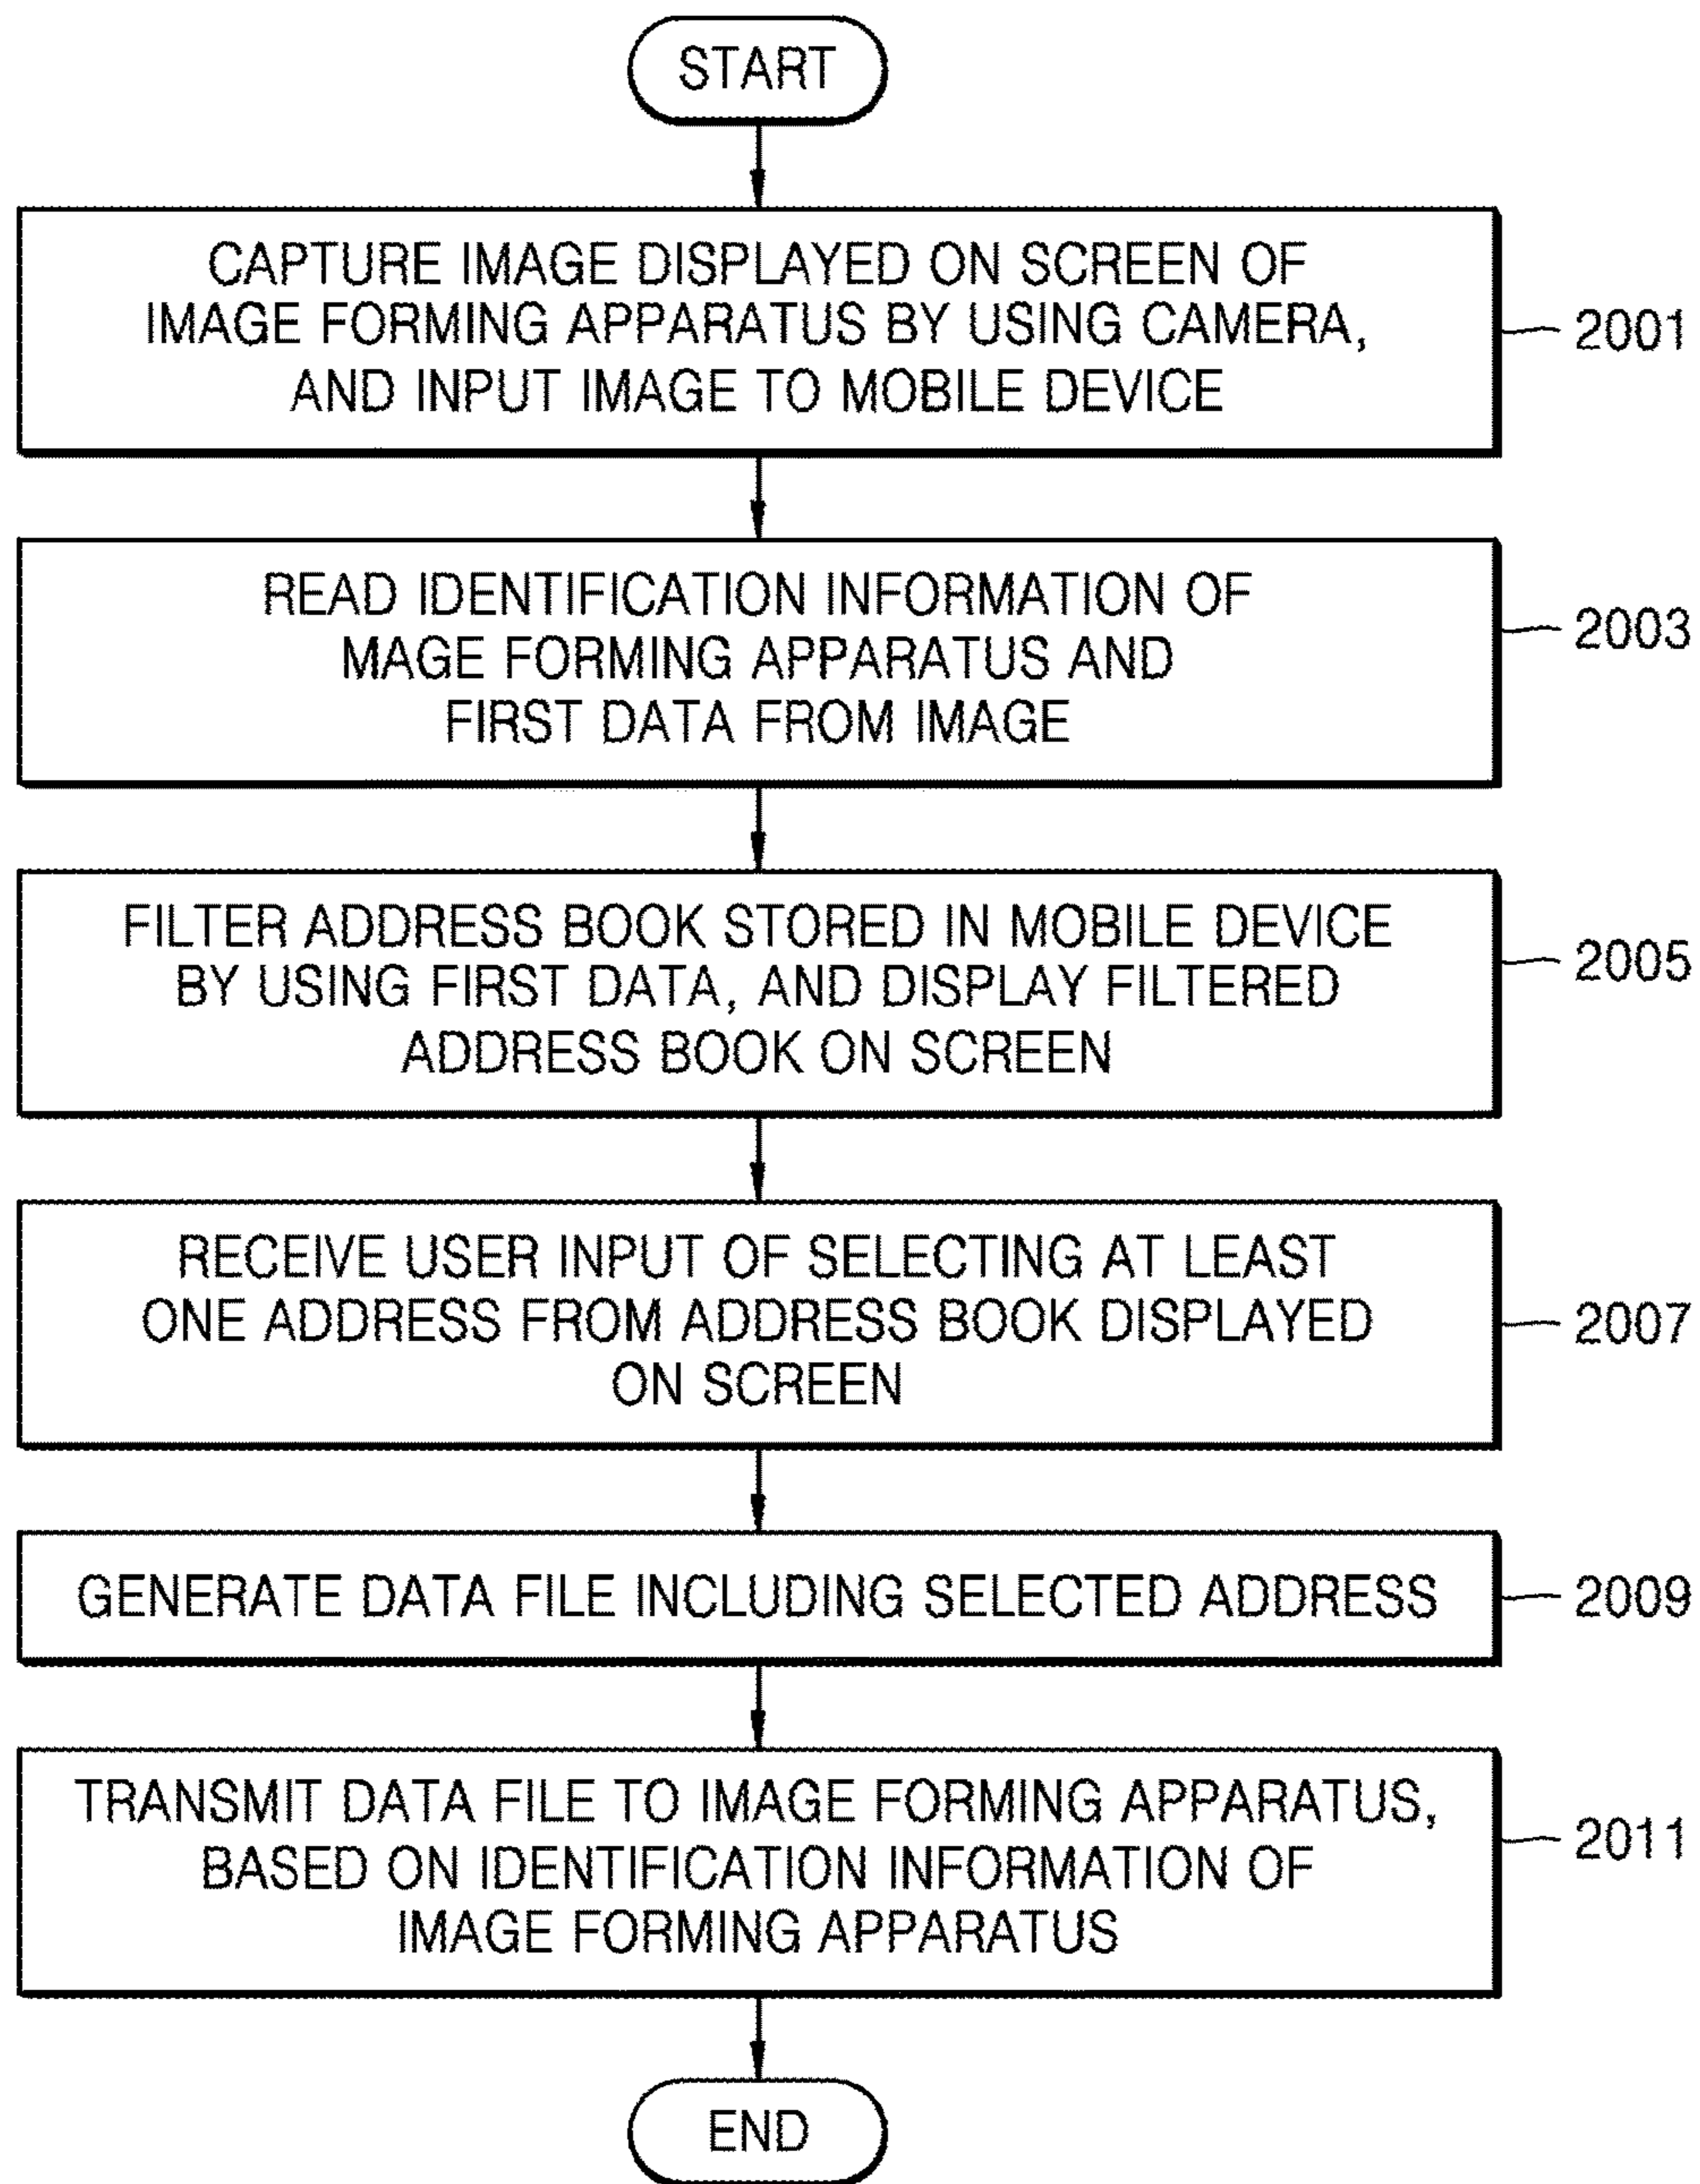 START
CAPTURE IMAGE DISPLAYED ON SCREEN OF
IMAGE FORMING APPARATUS BY USING CAMERA,
AND INPUT IMAGE TO MOBILE DEVICE
2001
READ IDENTIFICATION INFORMATION OF
MAGE FORMING APPARATUS AND
FIRST DATA FROM IMAGE
2003
FILTER ADDRESS BOOK STORED IN MOBILE DEVICE
BY USING FIRST DATA, AND DISPLAY FILTERED
ADDRESS BOOK ON SCREEN
2005
RECEIVE USER INPUT OF SELECTING AT LEAST
ONE ADDRESS FROM ADDRESS BOOK DISPLAYED
ON SCREEN
2007
GENERATE DATA FILE INCLUDING SELECTED ADDRESS
2009
TRANSMIT DATA FILE TO IMAGE FORMING APPARATUS,
BASED ON IDENTIFICATION INFORMATION OF
IMAGE FORMING APPARATUS
2011
END